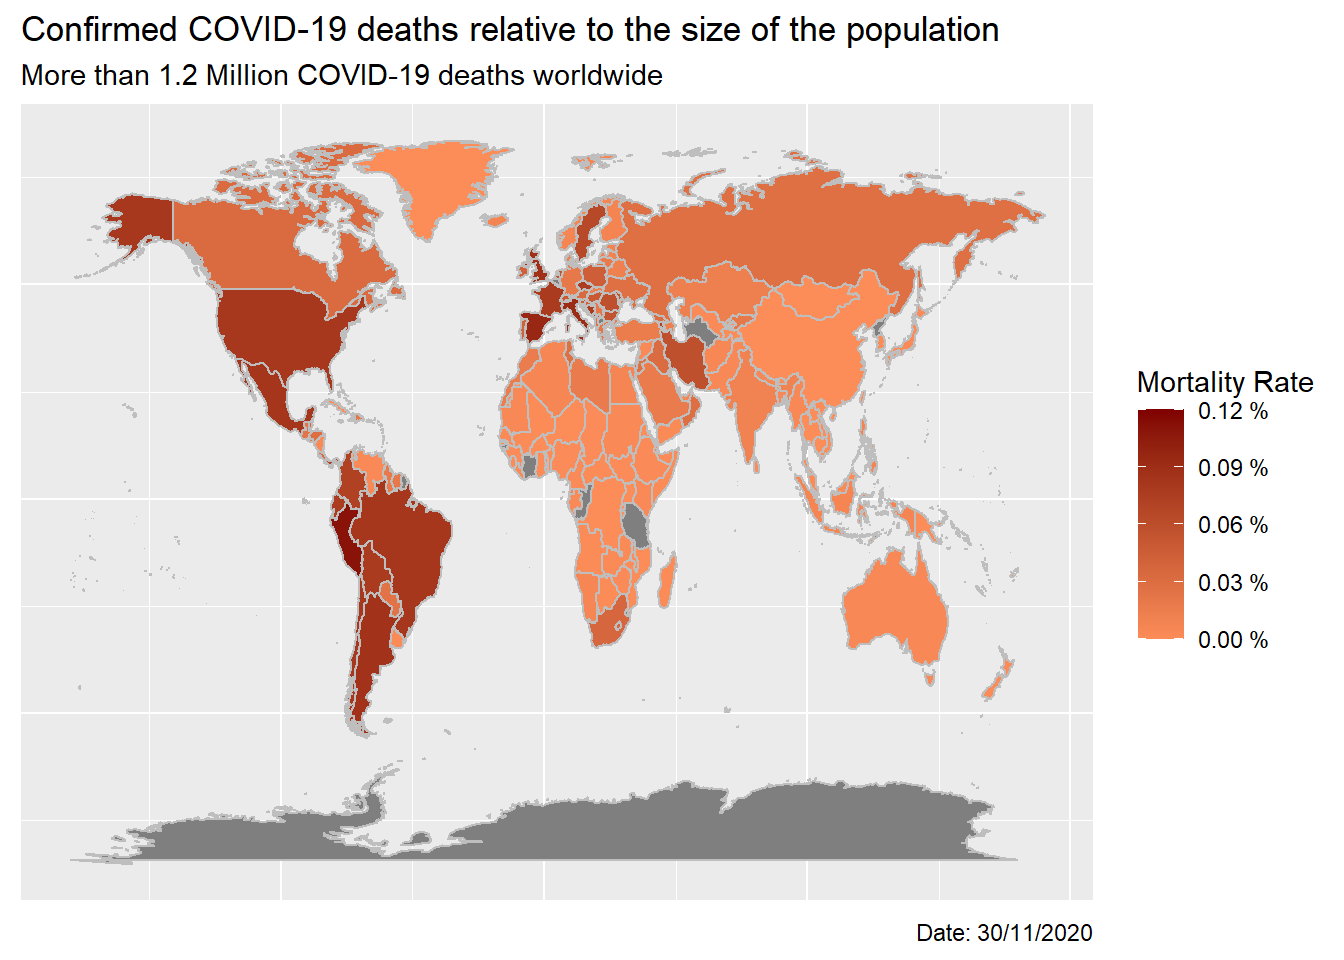 Confirmed COVID-19 deaths relative to the size of the population
More than 1.2 Million COVID-19 deaths worldwide
Mortality Rate
0.12 %
0.09 %
0.06 %
0.03 %
0.00 %
Date: 30/11/2020